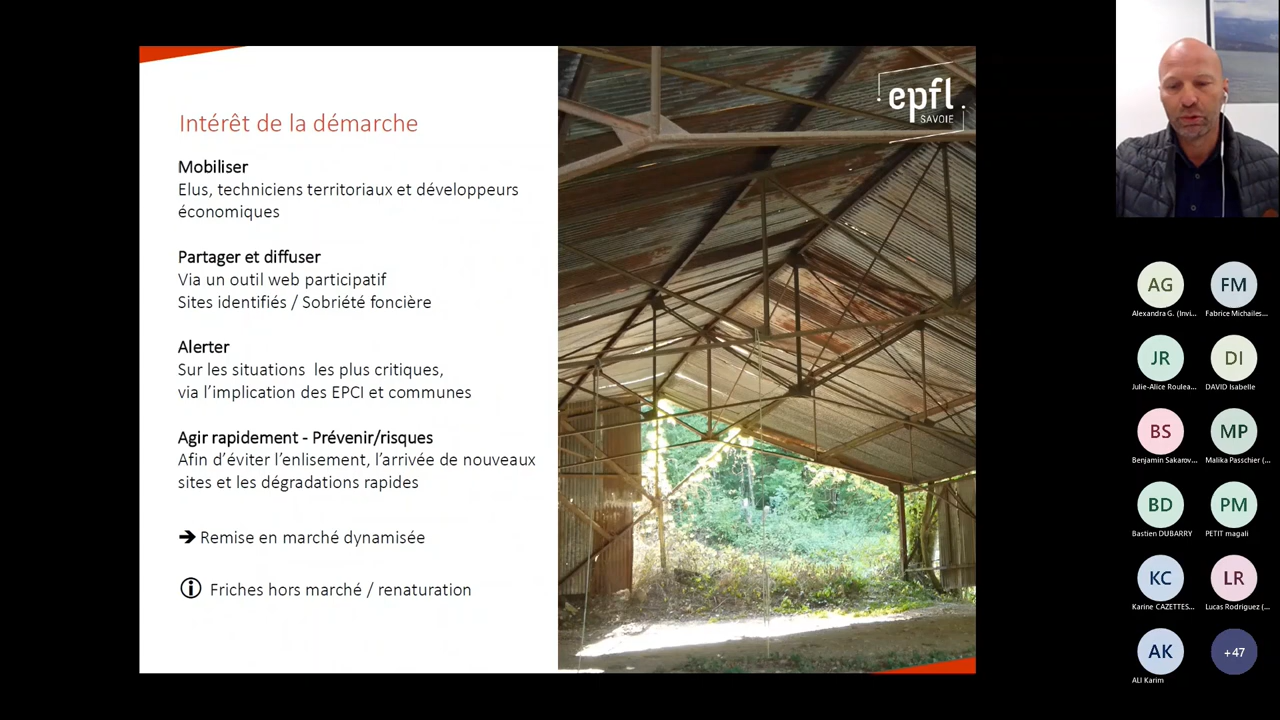 Intérêt de la démarche
Mobiliser
Elus, techniciens territoriaux et développeurs
économiques
Partager et diffuser
Via un outil web participatif
Sites identifiés / Sobriété foncière
Alerter
Sur les situations les plus critiques,
via l’implication des EPCI et communes
Agir rapidement - Prévenir/risques
Afin d’éviter l’enlisement, l’arrivée de nouveaux
sites et les dégradations rapides
➔ Remise en marché dynamisée
Friches hors marché / renaturation
epfl
SAVOIE
AG
Alexandra G. (Invi...
FM
Fabrice Michailes...
JR
Julie-Alice Roulea...
DI
DAVID Isabelle
BS
Benjamin Sakarov...
MP
Malika Passchier (...
BD
Bastien DUBARRY
PM
PETIT magali
KC
Karine CAZETTES...
LR
Lucas Rodriguez (...
AK
ALI Karim
+47